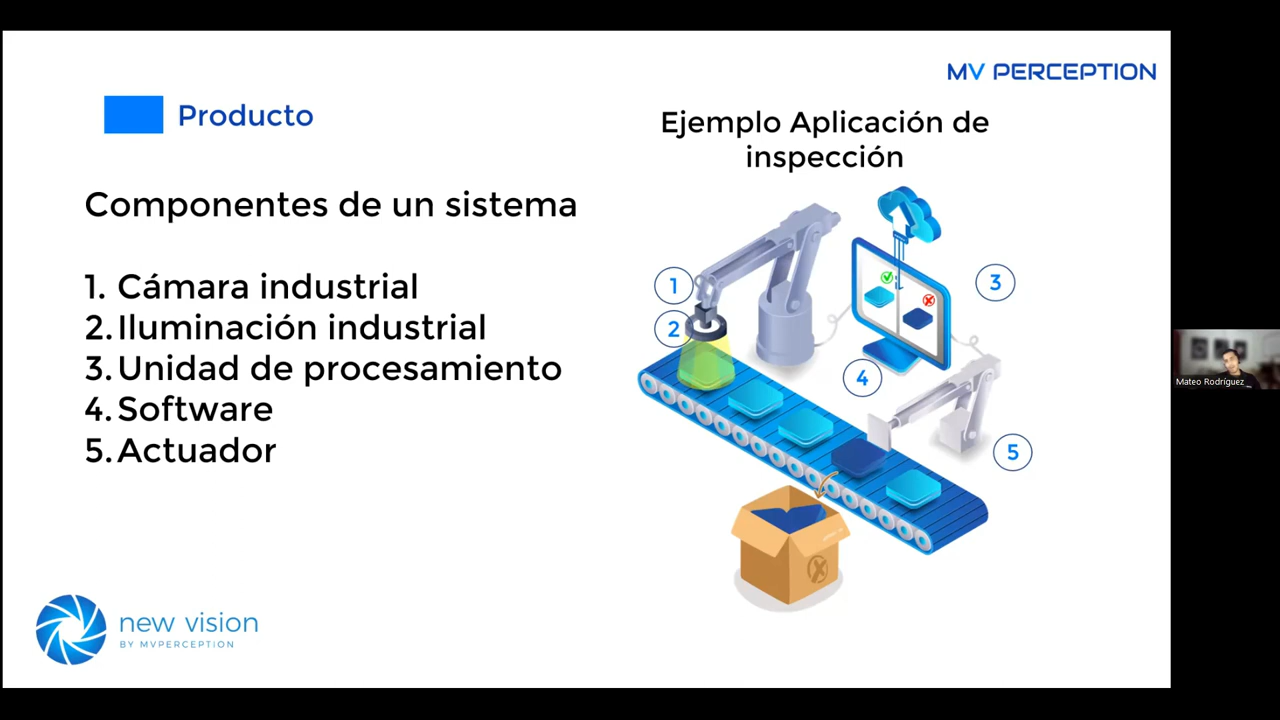 MV PERCEPTION
Producto
Ejemplo Aplicación de
inspección
Componentes de un sistema
1. Cámara industrial
2. Iluminación industrial
3. Unidad de procesamiento
4. Software
5. Actuador
1
2
3
4
5
Mateo Rodríguez
new vision
BY MVPERCEPTION